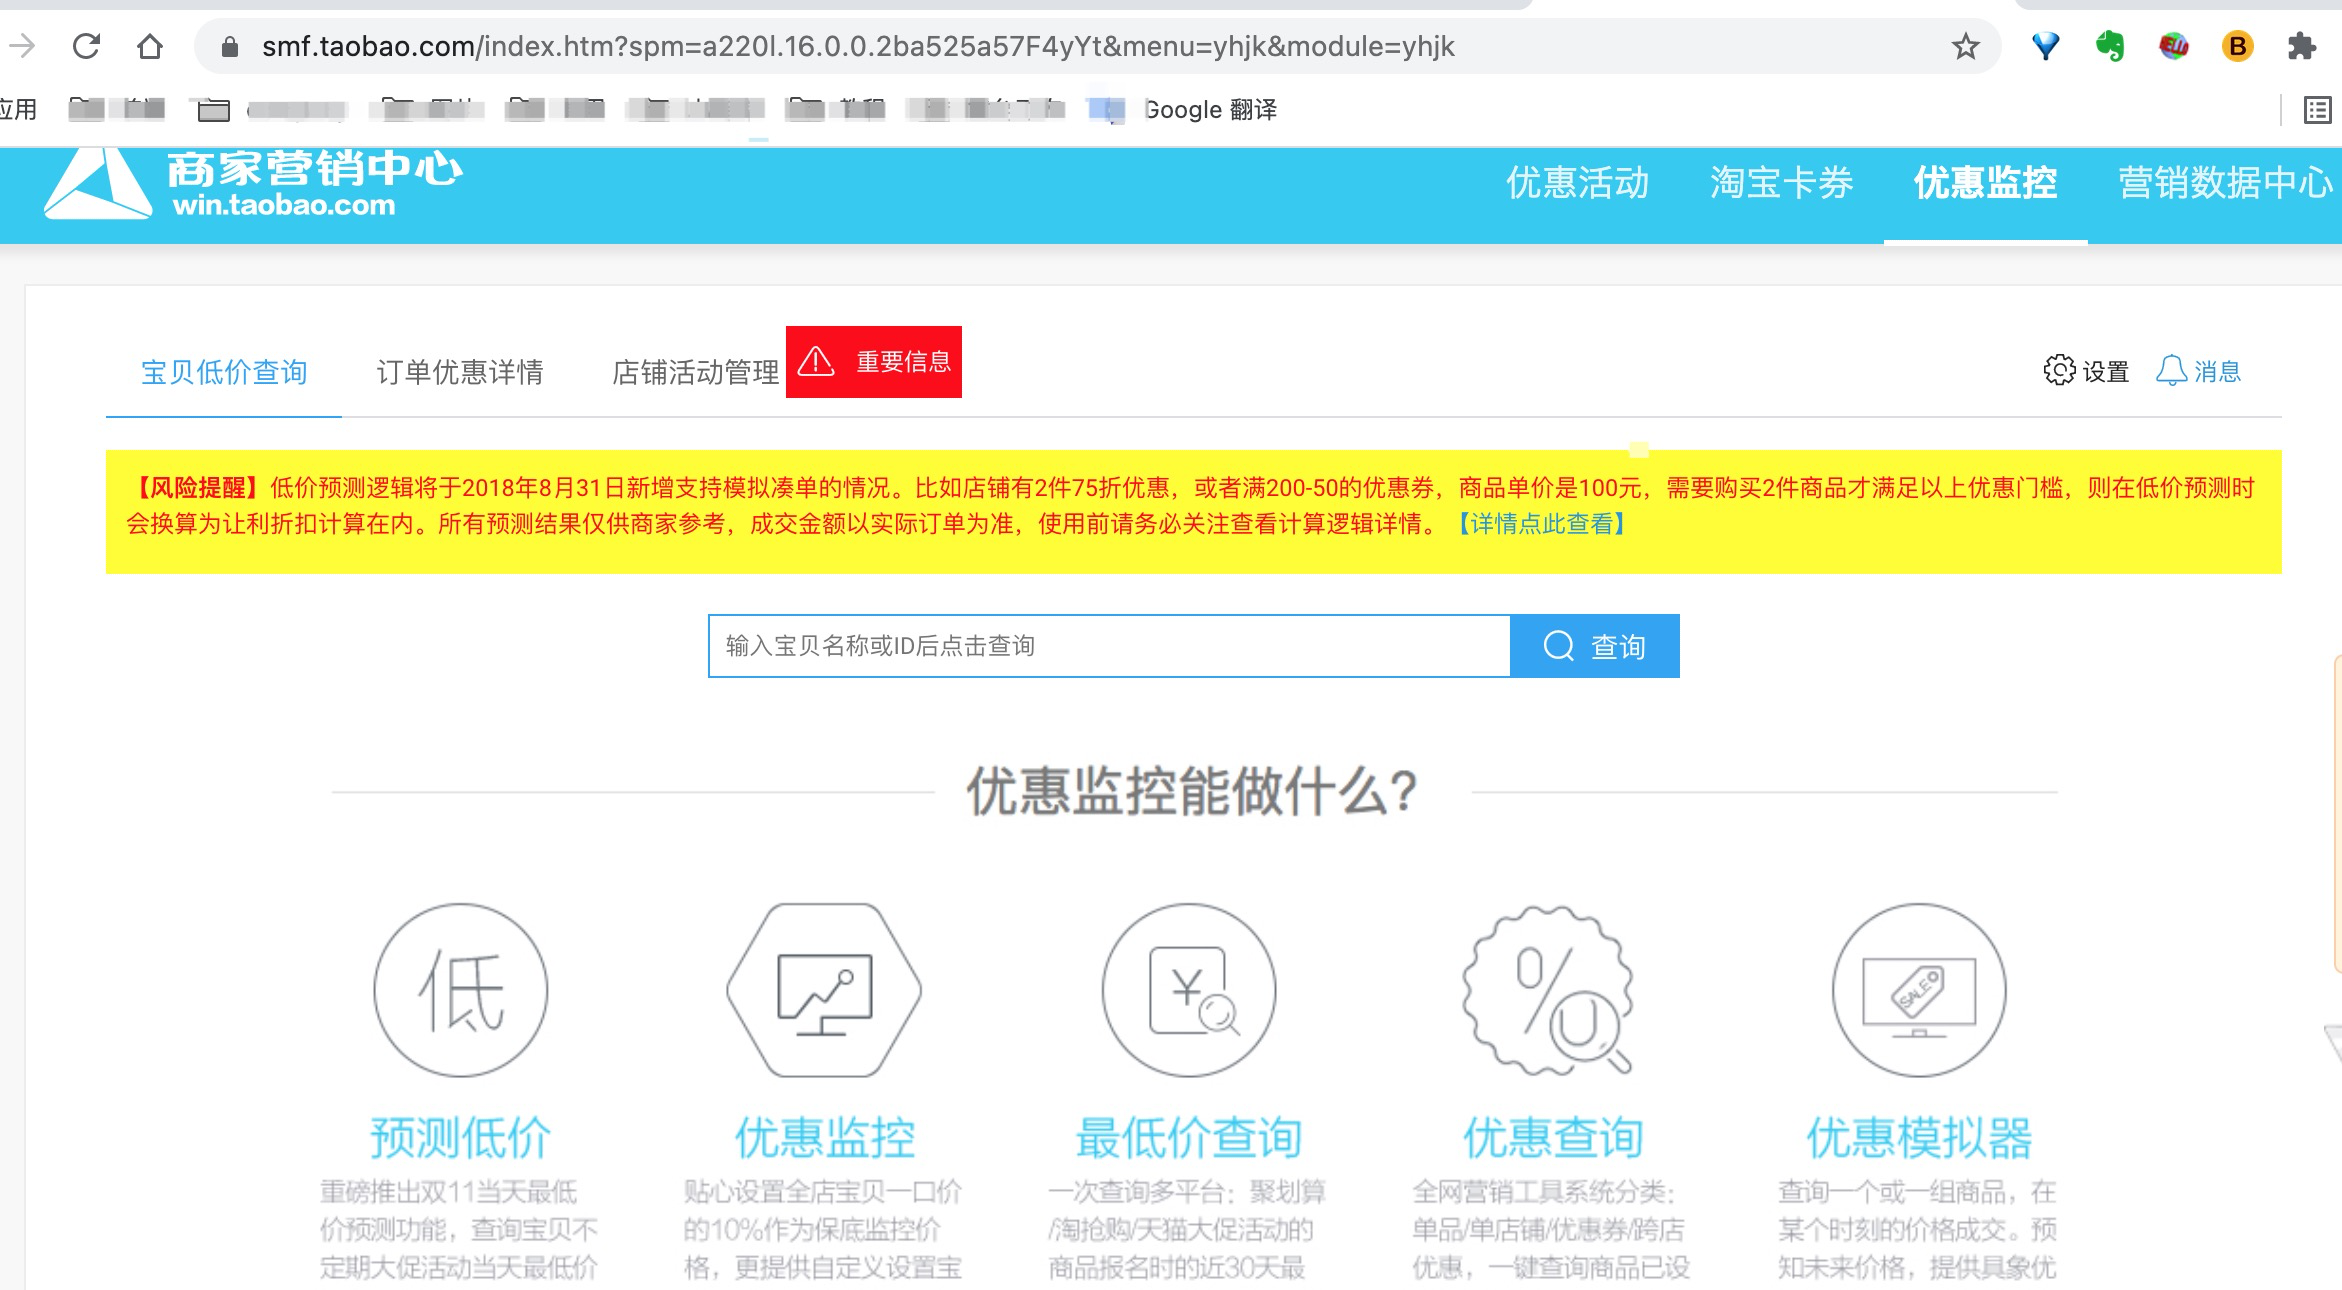 smf.taobao.com/index.htm?spm=a220l.16.0.0.2ba525a57F4yYt&menu=yhjk&module=yhjk
应用
教程
Google 翻译
商家营销中心
win.taobao.com
优惠活动 淘宝卡券 优惠监控 营销数据中心
宝贝低价查询 订单优惠详情 店铺活动管理 重要信息 设置 消息
【风险提醒】低价预测逻辑将于2018年8月31日新增支持模拟凑单的情况。比如店铺有2件75折优惠，或者满200-50的优惠券，商品单价是100元，需要购买2件商品才满足以上优惠门槛，则在低价预测时
会换算为让利折扣计算在内。所有预测结果仅供商家参考，成交金额以实际订单为准，使用前请务必关注查看计算逻辑详情。【详情点此查看】
输入宝贝名称或ID后点击查询 查询
优惠监控能做什么?
低
¥
%
SALE
预测低价
重磅推出双11当天最低
价预测功能，查询宝贝不
定期大促活动当天最低价
优惠监控
贴心设置全店宝贝一口价
的10%作为保底监控价
格，更提供自定义设置宝
最低价查询
一次查询多平台：聚划算
/淘抢购/天猫大促活动的
商品报名时的近30天最
优惠查询
全网营销工具系统分类：
单品/单店铺/优惠券/跨店
优惠，一键查询商品已设
优惠模拟器
查询一个或一组商品，在
某个时刻的价格成交。预
知未来价格，提供具象优